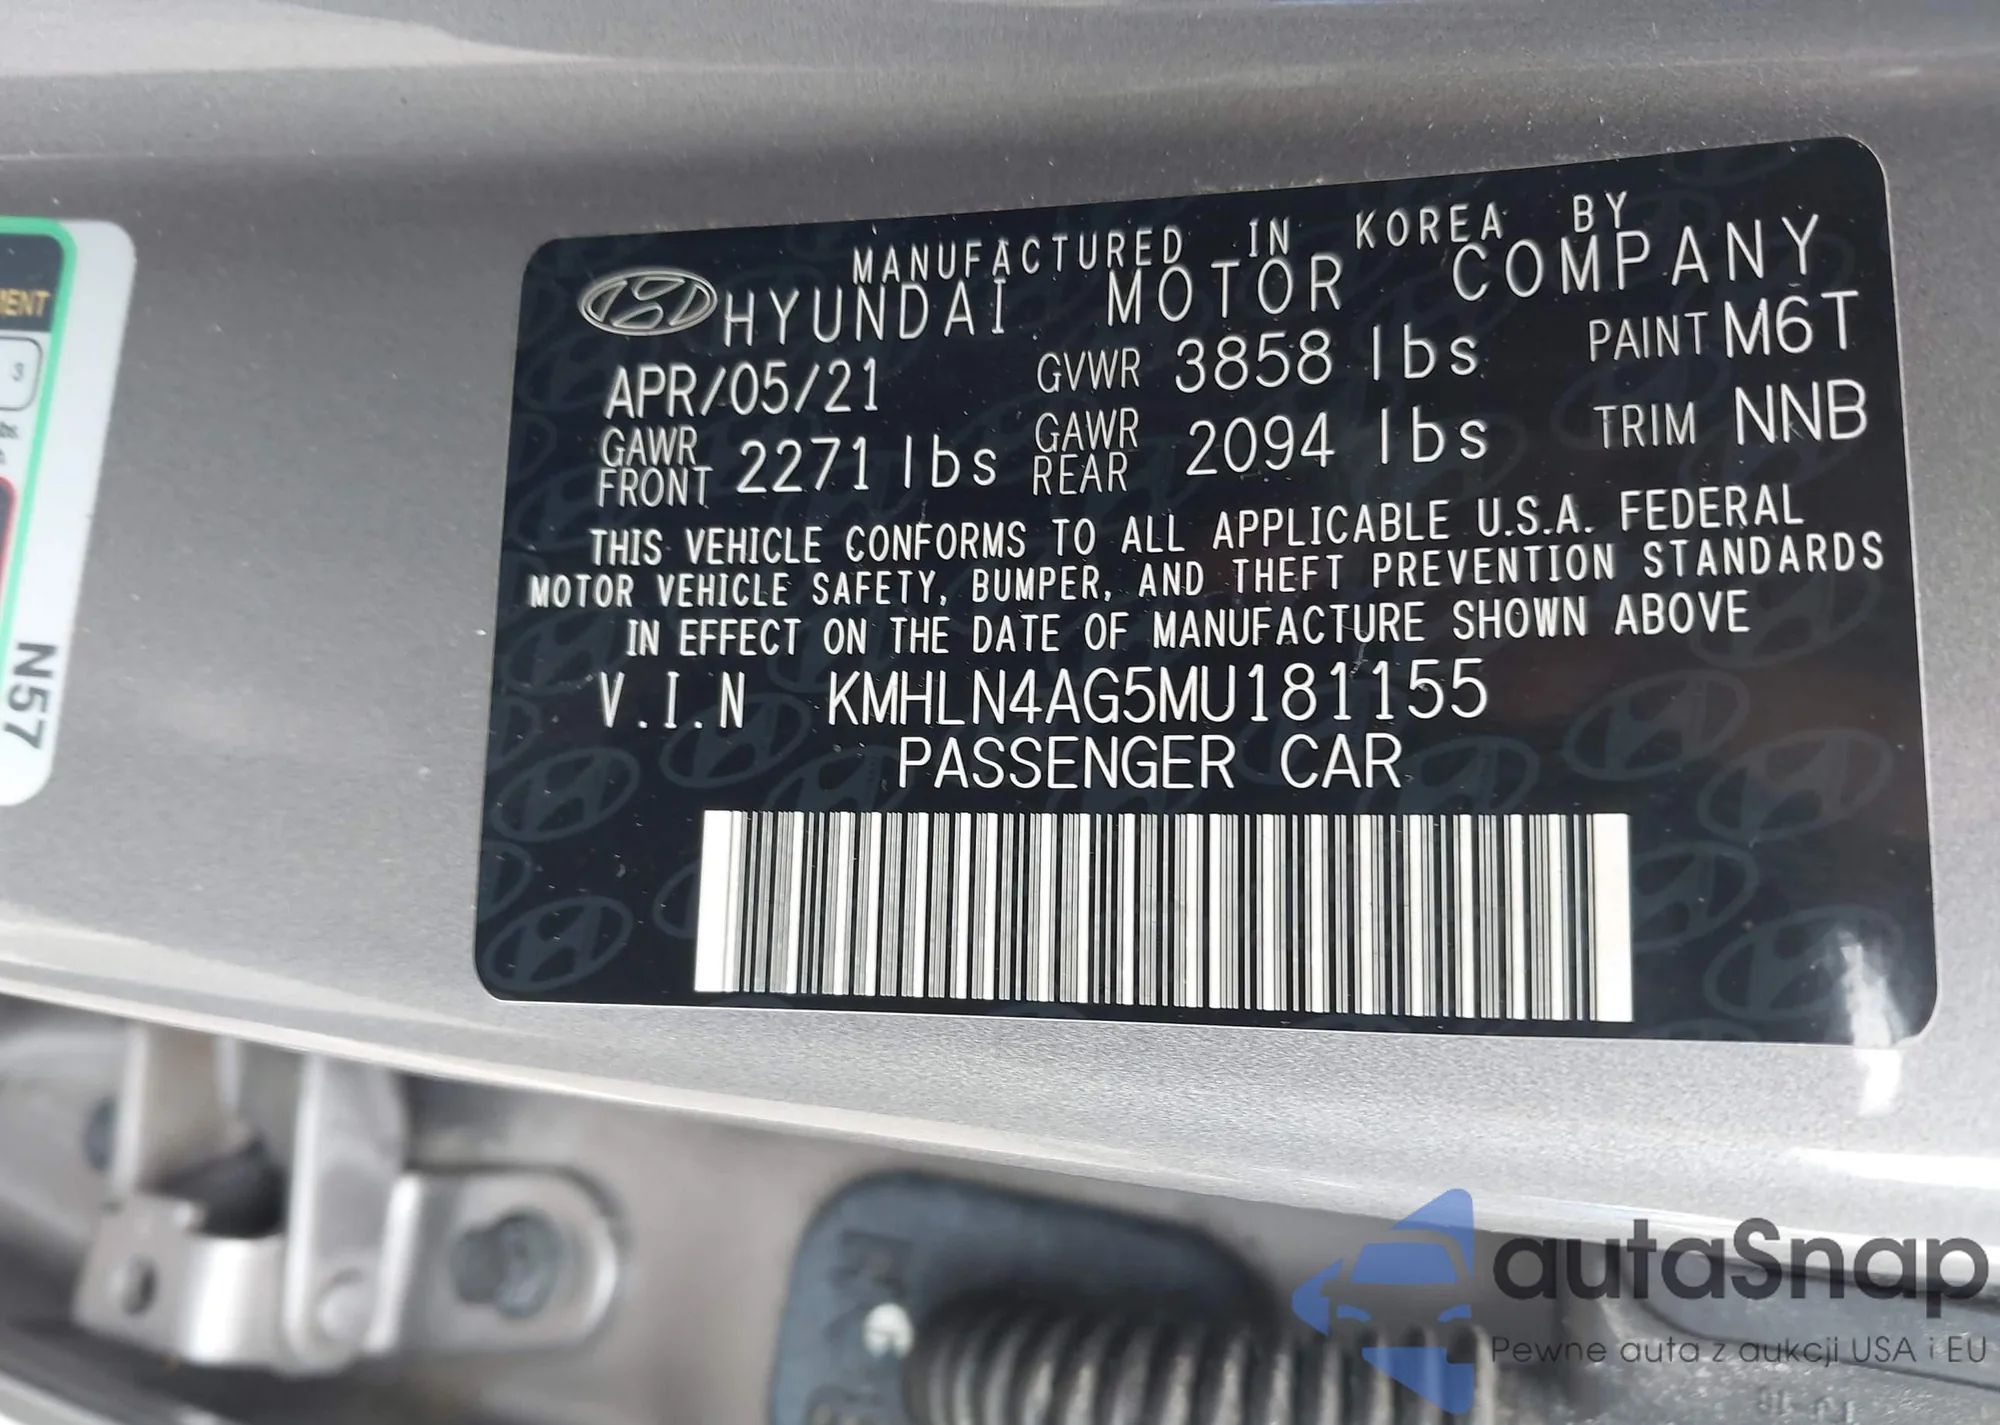 MANUFACTURED IN KOREA BY
HYUNDAI MOTOR COMPANY
APR/05/21 GVWR 3858 lbs PAINT M6T
GAWR FRONT 2271 lbs GAWR REAR 2094 lbs TRIM NNB
THIS VEHICLE CONFORMS TO ALL APPLICABLE U.S.A. FEDERAL
MOTOR VEHICLE SAFETY, BUMPER, AND THEFT PREVENTION STANDARDS
IN EFFECT ON THE DATE OF MANUFACTURE SHOWN ABOVE
V.I.N KMHLN4AG5MU181155
PASSENGER CAR
3
N57
autaSnap
Pewne auta z aukcji USA i EU